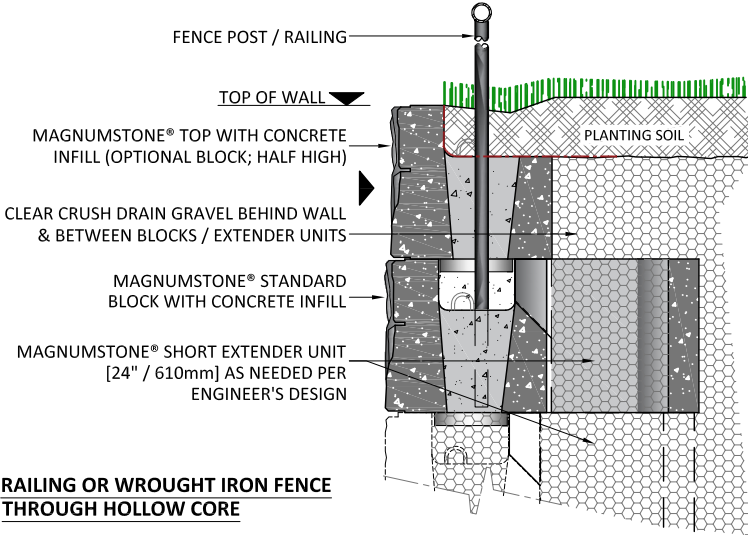 FENCE POST / RAILING
TOP OF WALL
MAGNUMSTONE® TOP WITH CONCRETE
INFILL (OPTIONAL BLOCK; HALF HIGH)
PLANTING SOIL
CLEAR CRUSH DRAIN GRAVEL BEHIND WALL
& BETWEEN BLOCKS / EXTENDER UNITS
MAGNUMSTONE® STANDARD
BLOCK WITH CONCRETE INFILL
MAGNUMSTONE® SHORT EXTENDER UNIT
[24" / 610mm] AS NEEDED PER
ENGINEER'S DESIGN
RAILING OR WROUGHT IRON FENCE
THROUGH HOLLOW CORE